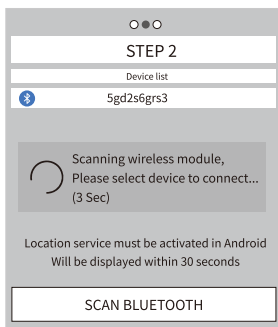 STEP 2
Device list
5gd2s6grs3
Scanning wireless module,
Please select device to connect...
(3 Sec)
Location service must be activated in Android
Will be displayed within 30 seconds
SCAN BLUETOOTH